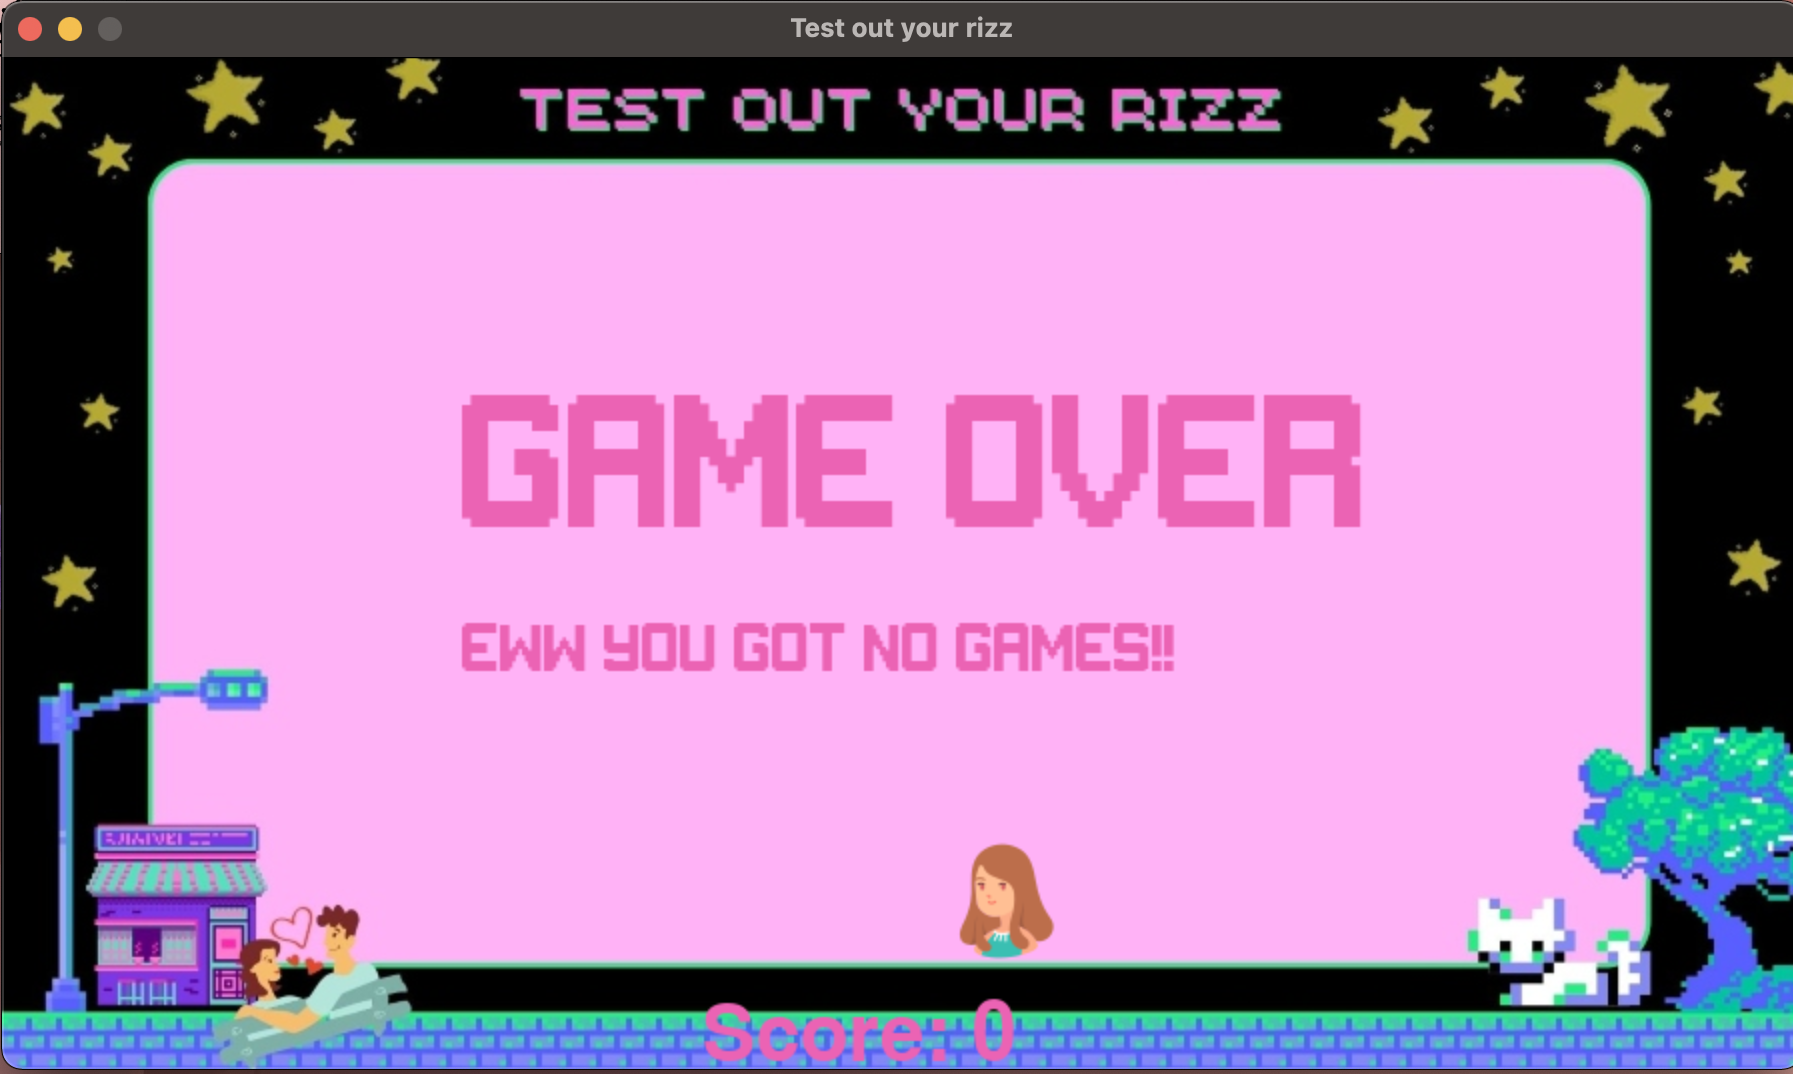 Test out your rizz
TEST OUT YOUR RIZZ
GAME OVER
EWW YOU GOT NO GAMES!!
Score: 0